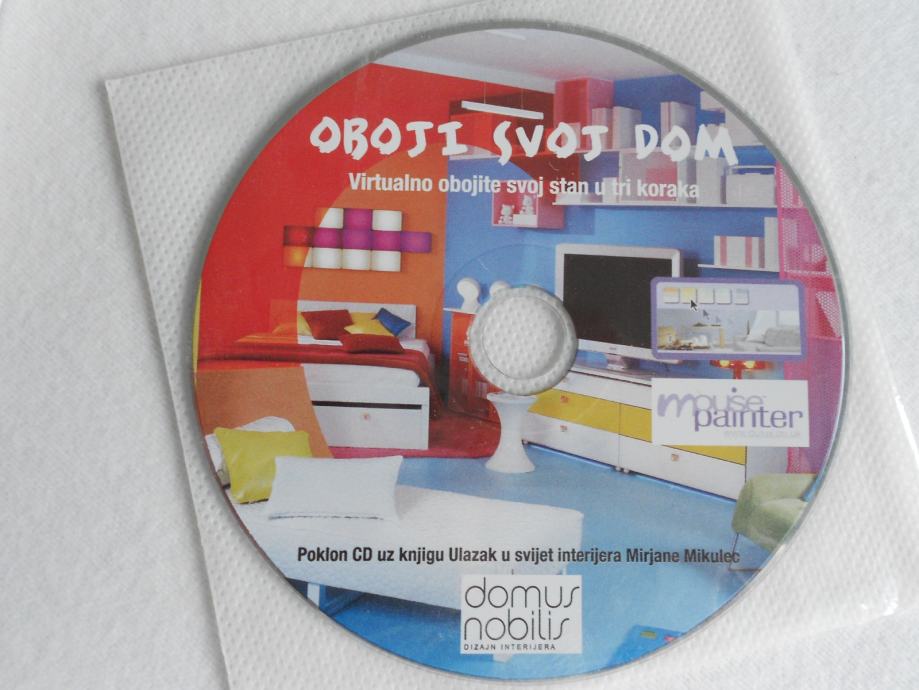 OBOJI SVOJ DOM
Virtualno obojite svoj stan u tri koraka
mouse
painter
Poklon CD uz knjigu Ulazak u svijet interijera Mirjane Mikulec
domus
nobilis
DIZAJN INTERIJERA